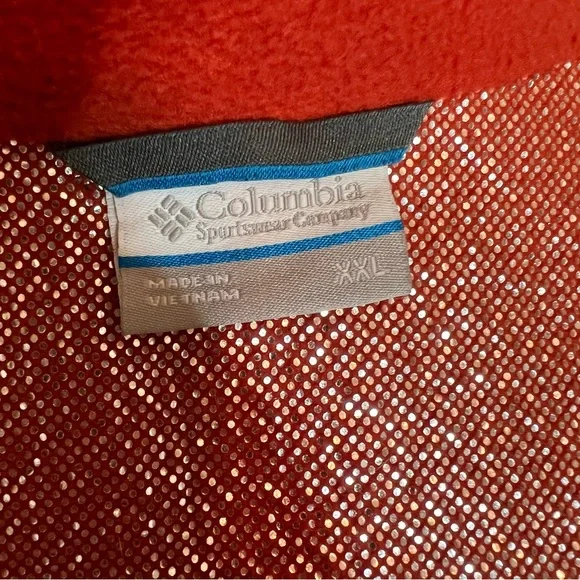 Columbia
Sportswear Company
MADE IN
VIETNAM
XXL